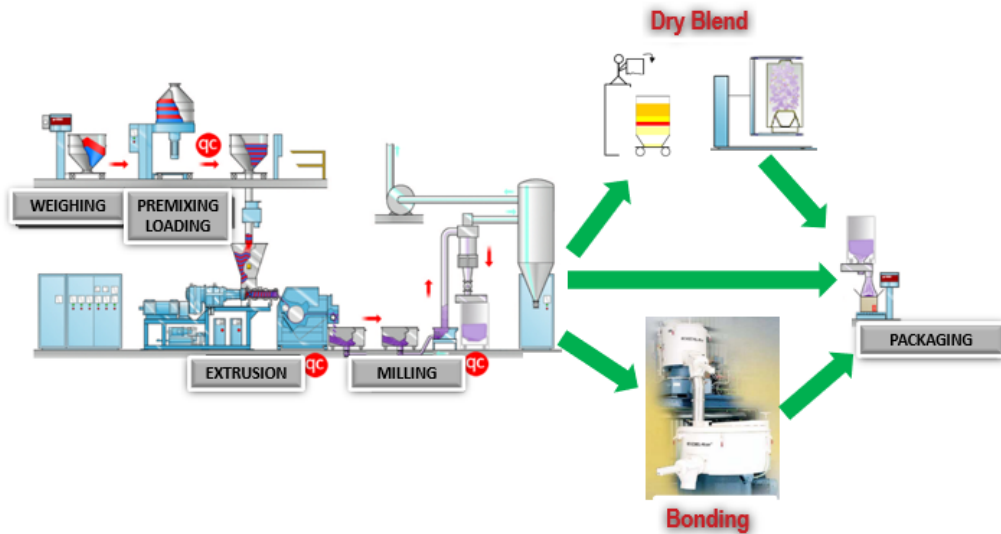 Dry Blend
qc
WEIGHING
PREMIXING
LOADING
EXTRUSION
qc
MILLING
qc
PACKAGING
Bonding